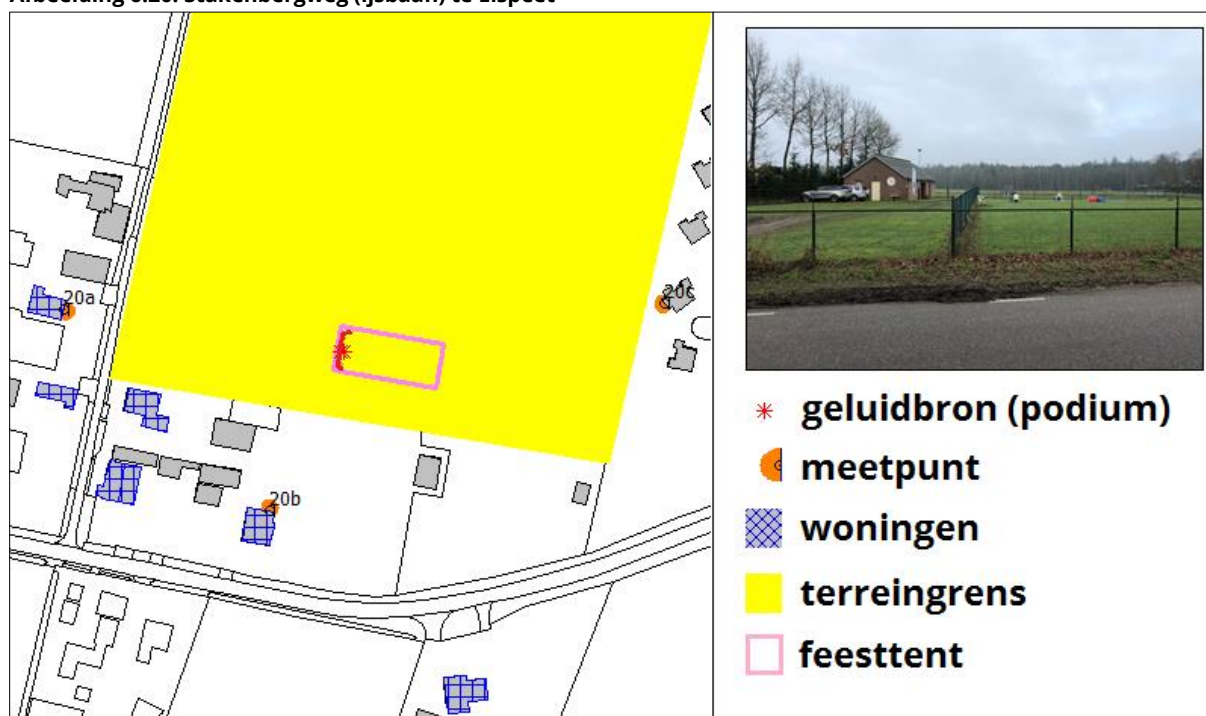 20a
20b
20c
geluidbron (podium)
meetpunt
woningen
terreingrens
feesttent